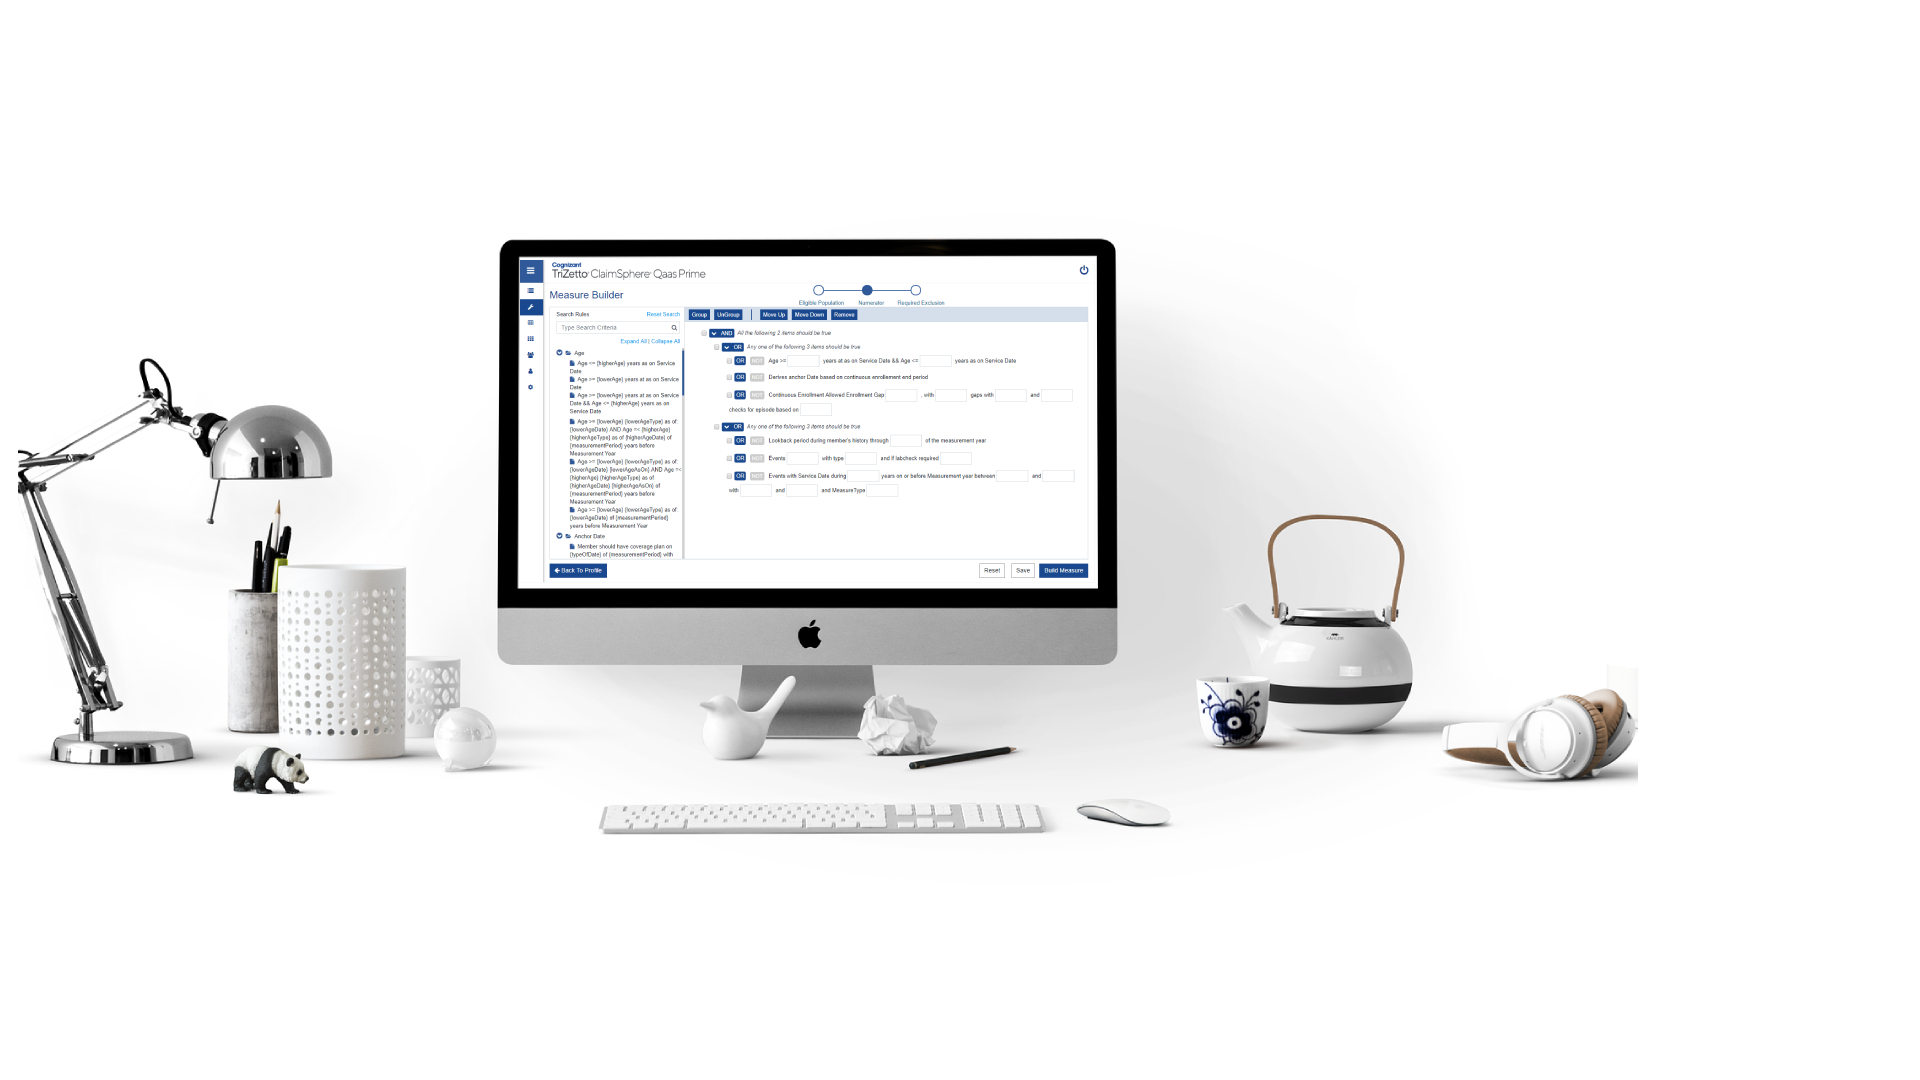 Cognizant
TriZetto® ClaimSphere® Qaas Prime
Measure Builder
Eligible Population
Numerator
Required Exclusion
Search Rules
Reset Search
Type Search Criteria
Expand All | Collapse All
Age
Age <= {higherAge} years as on Service
Date
Age >= {lowerAge} years at as on Service
Date
Age >= {lowerAge} years at as on Service
Date && Age <= {higherAge} years as on
Service Date
Age >= {lowerAge} {lowerAgeType} as of
{lowerAgeDate} AND Age >= {higherAge}
{higherAgeType} as of {higherAgeDate} of
{measurementPeriod} years before
Measurement Year
Age >= {lowerAge} {lowerAgeType} as of
{lowerAgeDate} {lowerAgeAsOn} AND Age =<
{higherAge} {higherAgeType} as of
{higherAgeDate} {higherAgeAsOn} of
{measurementPeriod} years before
Measurement Year
Age >= {lowerAge} {lowerAgeType} as of
{lowerAgeDate} of {measurementPeriod}
years before Measurement Year
Anchor Date
Member should have coverage plan on
{typeOfDate} of {measurementPeriod} with
Group UnGroup Move Up Move Down Remove
AND All the following 2 items should be true
OR Any one of the following 3 items should be true
OR NOT Age >= years at as on Service Date && Age <= years as on Service Date
OR NOT Derives anchor Date based on continuous enrollement end period
OR NOT Continuous Enrollment Allowed Enrollment Gap , with gaps with and
checks for episode based on
OR Any one of the following 3 items should be true
OR NOT Lookback period during member's history through of the measurement year
OR NOT Events with type and if labcheck required
OR NOT Events with Service Date during years on or before Measurement year between and
with and and MeasureType
Back To Profile
Reset Save Build Measure
KÄHLER